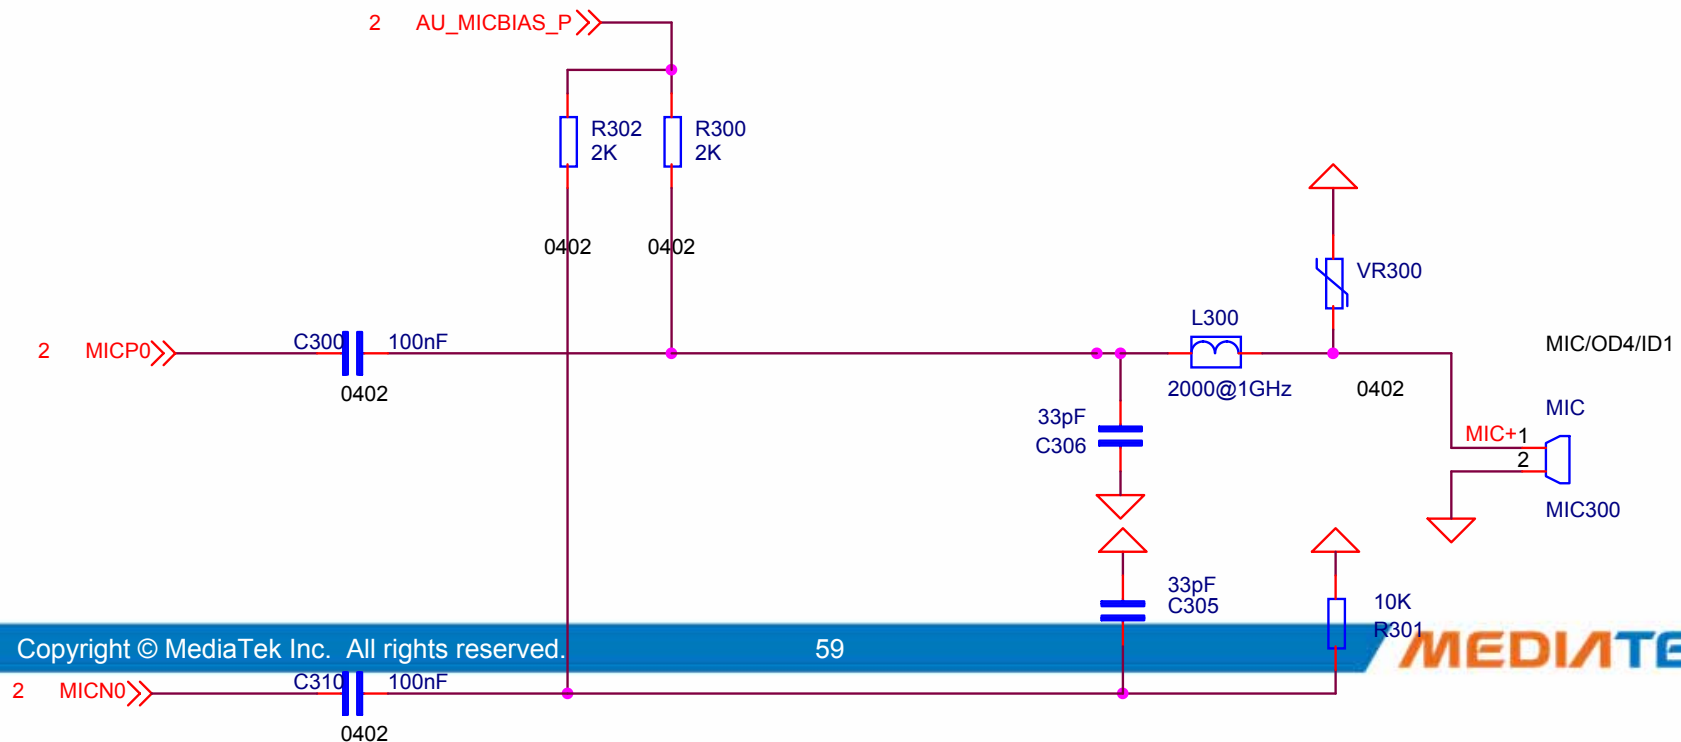 2 AU_MICBIAS_P
R302
2K
R300
2K
0402
0402
VR300
L300
2 MICP0
C300
100nF
MIC/OD4/ID1
0402
2000@1GHz
0402
33pF
C306
MIC
MIC+
1
2
MIC300
33pF
C305
10K
R301
Copyright © MediaTek Inc. All rights reserved.
59
2 MICN0
C310
100nF
0402